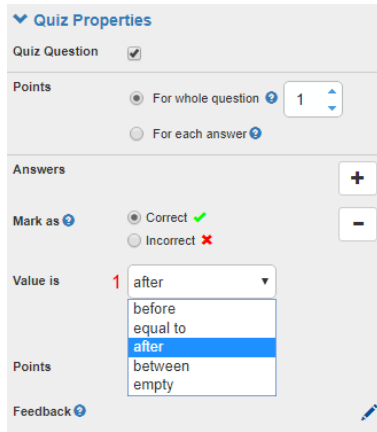 Quiz Properties
Quiz Question
Points
For whole question
1
For each answer
Answers
+
Mark as
Correct
-
Incorrect
Value is
1
after
before
equal to
after
between
empty
Points
Feedback